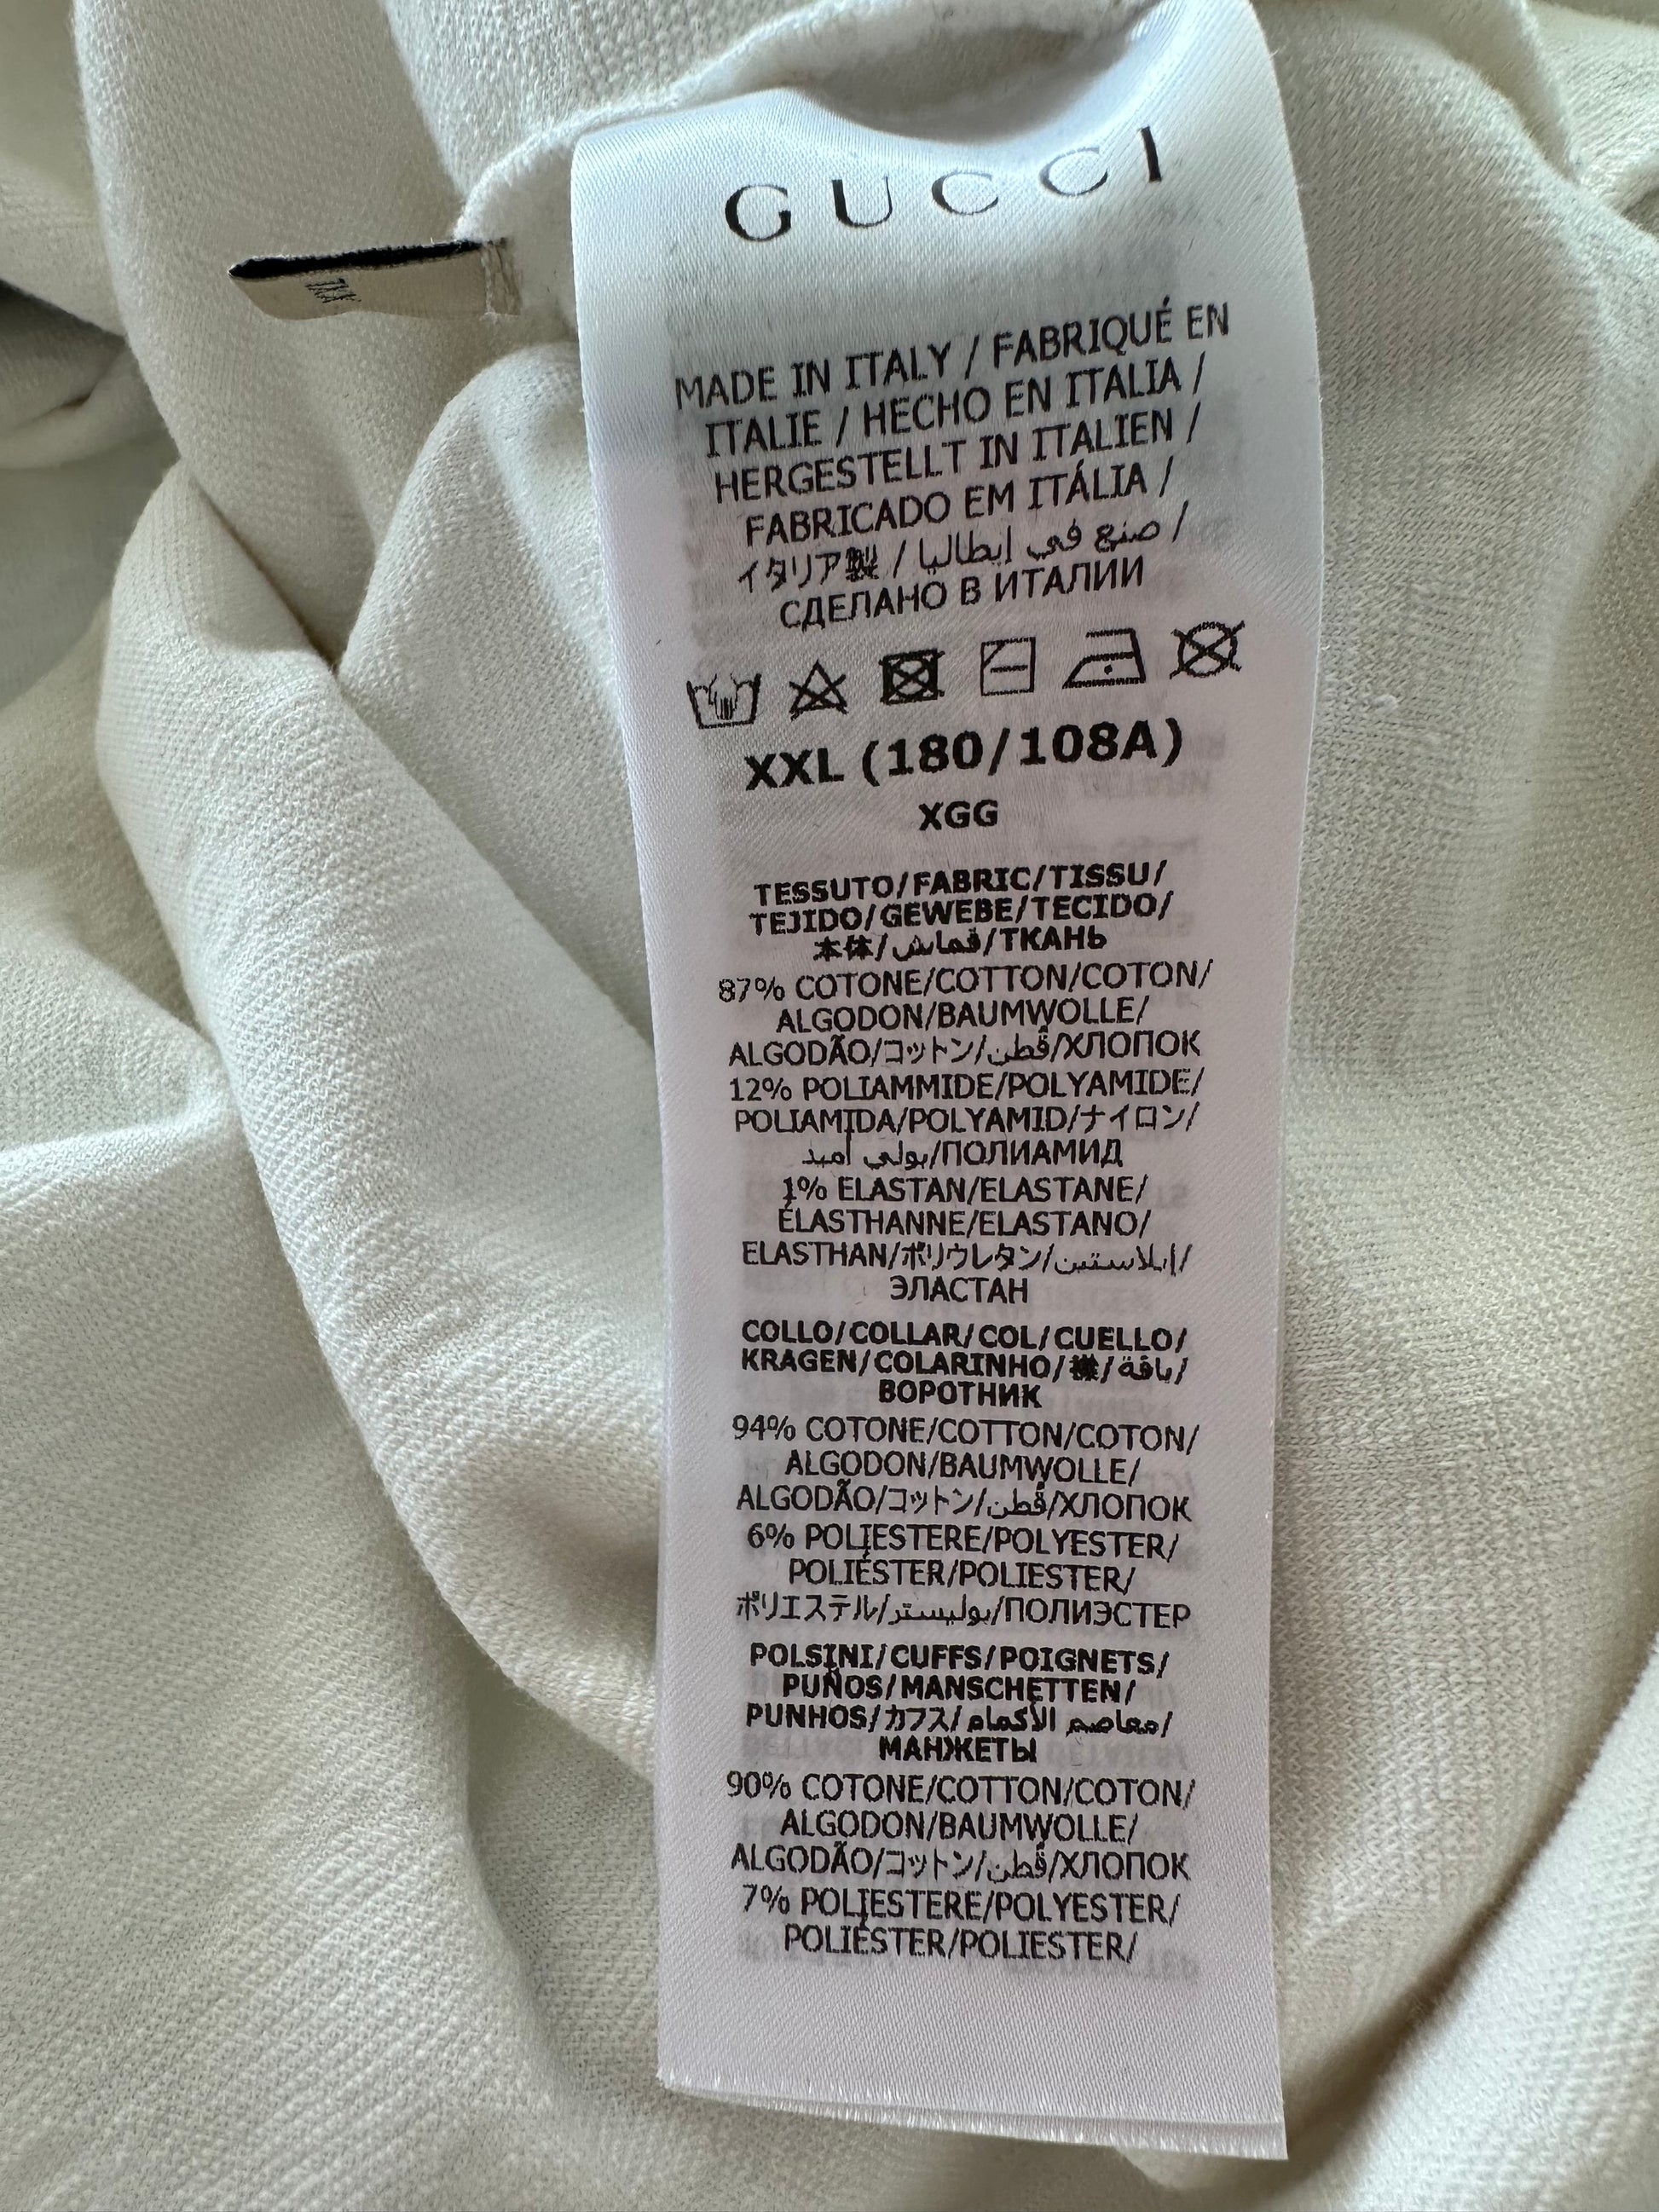 GUCCI
XXL
MADE IN ITALY / FABRIQUÉ EN
ITALIE / HECHO EN ITALIA /
HERGESTELLT IN ITALIEN /
FABRICADO EM ITÁLIA /
イタリア製 / صنع في إيطاليا /
СДЕЛАНО В ИТАЛИИ
XXL (180/108A)
XGG
TESSUTO/FABRIC/TISSU/
TEJIDO/GEWEBE/TECIDO/
本体/قماش/ТКАНЬ
87% COTONE/COTTON/COTON/
ALGODON/BAUMWOLLE/
ALGODÃO/コットン/قطن/ХЛОПОК
12% POLIAMMIDE/POLYAMIDE/
POLIAMIDA/POLYAMID/ナイロン/
بولي أميد/ПОЛИАМИД
1% ELASTAN/ELASTANE/
ÉLASTHANNE/ELASTANO/
ELASTHAN/ポリウレタン/إيلاستين/
ЭЛАСТАН
COLLO/COLLAR/COL/CUELLO/
KRAGEN/COLARINHO/襟/ياقة/
ВОРОТНИК
94% COTONE/COTTON/COTON/
ALGODON/BAUMWOLLE/
ALGODÃO/コットン/قطن/ХЛОПОК
6% POLIESTERE/POLYESTER/
POLIÉSTER/POLIESTER/
ポリエステル/بوليستر/ПОЛИЭСТЕР
POLSINI/CUFFS/POIGNETS/
PUÑOS/MANSCHETTEN/
PUNHOS/カフス/معاصم الأكمام/
МАНЖЕТЫ
90% COTONE/COTTON/COTON/
ALGODON/BAUMWOLLE/
ALGODÃO/コットン/قطن/ХЛОПОК
7% POLIESTERE/POLYESTER/
POLIÉSTER/POLIESTER/